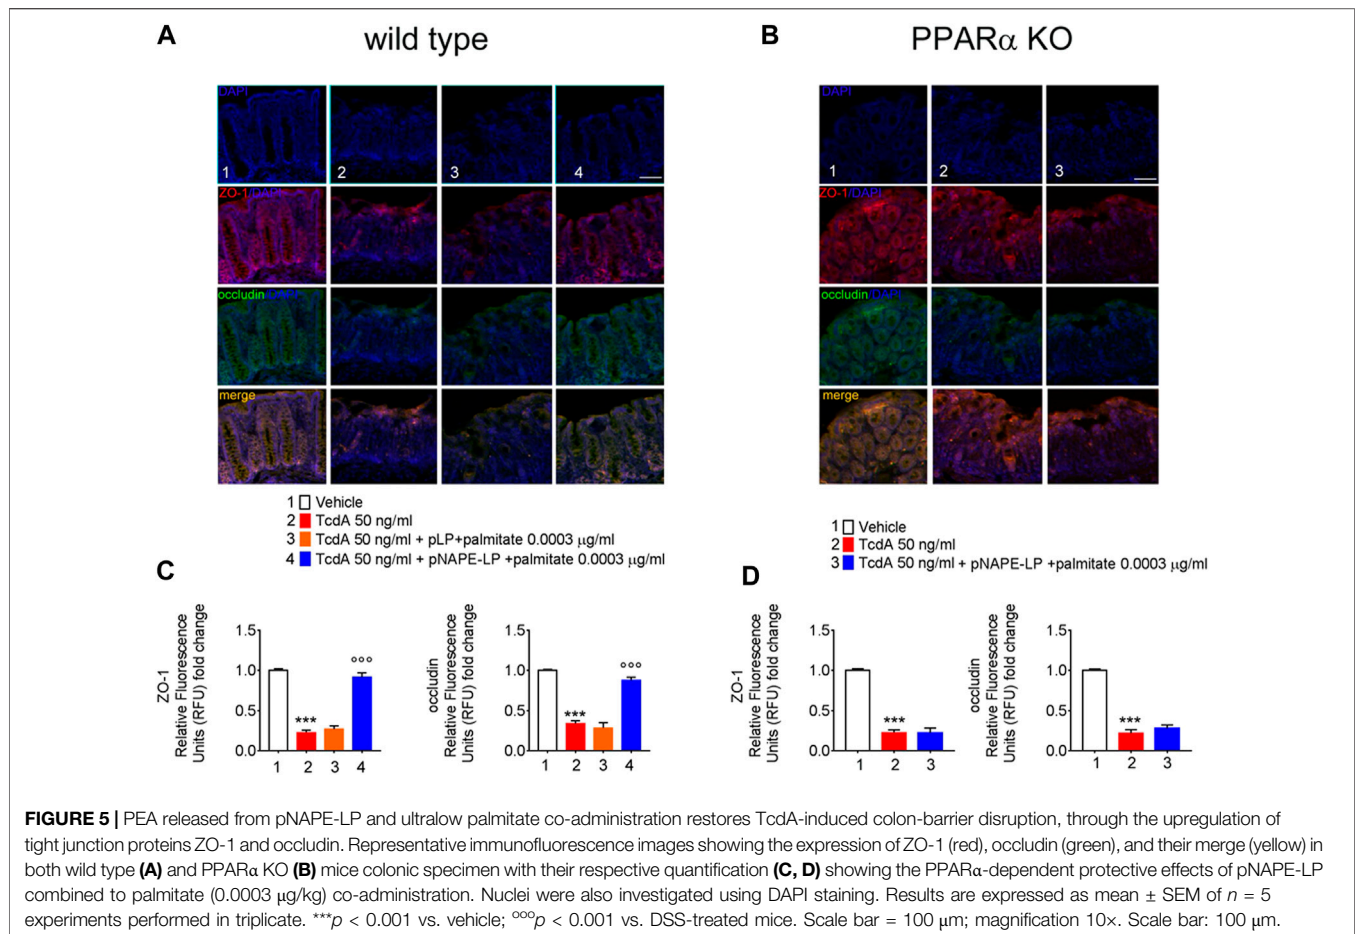 A
wild type
B
PPARα KO
DAPI
1
2
3
4
ZO-1/DAPI
occludin/DAPI
merge
DAPI
1
2
3
ZO-1/DAPI
occludin/DAPI
merge
1 Vehicle
2 TcdA 50 ng/ml
3 TcdA 50 ng/ml + pLP+palmitate 0.0003 µg/ml
4 TcdA 50 ng/ml + pNAPE-LP +palmitate 0.0003 µg/ml
1 Vehicle
2 TcdA 50 ng/ml
3 TcdA 50 ng/ml + pNAPE-LP +palmitate 0.0003 µg/ml
C
ZO-1
Relative Fluorescence
Units (RFU) fold change
1.5
1.0
0.5
0.0
***
°°°
1 2 3 4
occludin
Relative Fluorescence
Units (RFU) fold change
1.5
1.0
0.5
0.0
***
°°°
1 2 3 4
D
ZO-1
Relative Fluorescence
Units (RFU) fold change
1.5
1.0
0.5
0.0
***
1 2 3
occludin
Relative Fluorescence
Units (RFU) fold change
1.5
1.0
0.5
0.0
***
1 2 3
FIGURE 5 | PEA released from pNAPE-LP and ultralow palmitate co-administration restores TcdA-induced colon-barrier disruption, through the upregulation of
tight junction proteins ZO-1 and occludin. Representative immunofluorescence images showing the expression of ZO-1 (red), occludin (green), and their merge (yellow) in
both wild type (A) and PPARα KO (B) mice colonic specimen with their respective quantification (C, D) showing the PPARα-dependent protective effects of pNAPE-LP
combined to palmitate (0.0003 µg/kg) co-administration. Nuclei were also investigated using DAPI staining. Results are expressed as mean ± SEM of n = 5
experiments performed in triplicate. ***p < 0.001 vs. vehicle; °°°p < 0.001 vs. DSS-treated mice. Scale bar = 100 µm; magnification 10×. Scale bar: 100 µm.